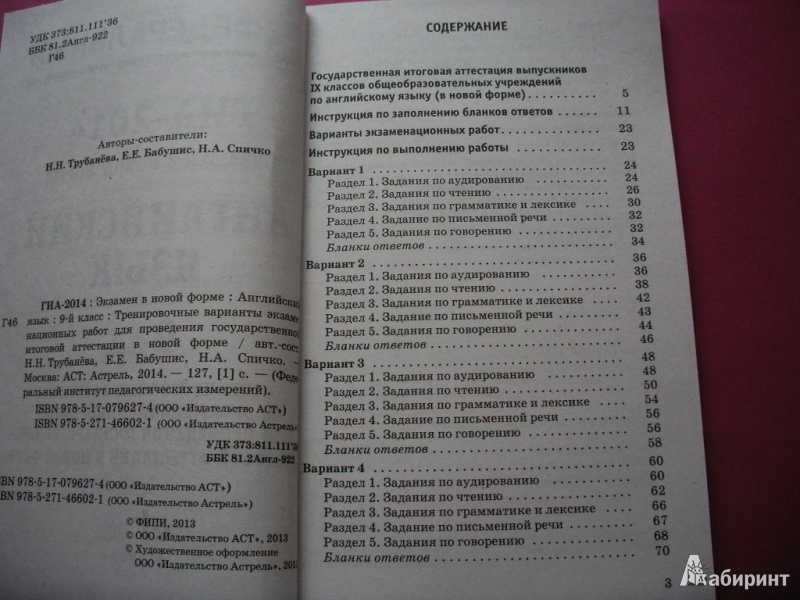 УДК 373:811.111'36
ББК 81.2Англ-922
Г46
Авторы-составители:
Н.Н. Трубанёва, Е.Е. Бабушис, Н.А. Спичко
ГИА-2014 : Экзамен в новой форме : Английский
Г46 язык : 9-й класс : Тренировочные варианты экзаме-
национных работ для проведения государственной
итоговой аттестации в новой форме / авт.-сост.
Н.Н. Трубанёва, Е.Е. Бабушис, Н.А. Спичко. —
Москва: АСТ: Астрель, 2014. — 127, [1] с. — (Феде-
ральный институт педагогических измерений).
ISBN 978-5-17-079627-4 (ООО «Издательство АСТ»)
ISBN 978-5-271-46602-1 (ООО «Издательство Астрель»)
УДК 373:811.111'36
ББК 81.2Англ-922
ISBN 978-5-17-079627-4 (ООО «Издательство АСТ»)
ISBN 978-5-271-46602-1 (ООО «Издательство Астрель»)
© ФИПИ, 2013
© ООО «Издательство АСТ», 2013
© Художественное оформление
ООО «Издательство Астрель», 2013
СОДЕРЖАНИЕ
Государственная итоговая аттестация выпускников
IX классов общеобразовательных учреждений
по английскому языку (в новой форме) 5
Инструкция по заполнению бланков ответов 11
Варианты экзаменационных работ 23
Инструкция по выполнению работы 23
Вариант 1 24
Раздел 1. Задания по аудированию 24
Раздел 2. Задания по чтению 26
Раздел 3. Задания по грамматике и лексике 30
Раздел 4. Задание по письменной речи 32
Раздел 5. Задания по говорению 32
Бланки ответов 34
Вариант 2 36
Раздел 1. Задания по аудированию 36
Раздел 2. Задания по чтению 38
Раздел 3. Задания по грамматике и лексике 42
Раздел 4. Задание по письменной речи 43
Раздел 5. Задания по говорению 44
Бланки ответов 46
Вариант 3 48
Раздел 1. Задания по аудированию 48
Раздел 2. Задания по чтению 50
Раздел 3. Задания по грамматике и лексике 54
Раздел 4. Задание по письменной речи 56
Раздел 5. Задания по говорению 56
Бланки ответов 58
Вариант 4 60
Раздел 1. Задания по аудированию 60
Раздел 2. Задания по чтению 62
Раздел 3. Задания по грамматике и лексике 66
Раздел 4. Задание по письменной речи 67
Раздел 5. Задания по говорению 68
Бланки ответов 70
3
Лабиринт.ру